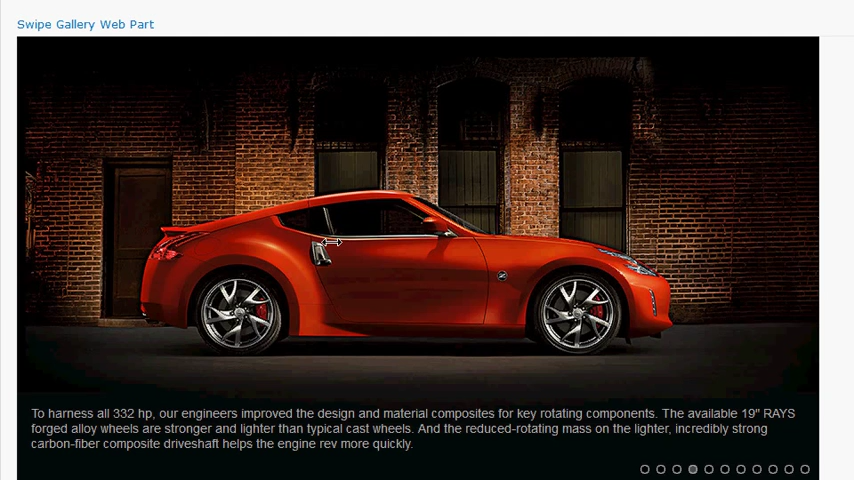 Swipe Gallery Web Part
To harness all 332 hp, our engineers improved the design and material composites for key rotating components. The available 19" RAYS
forged alloy wheels are stronger and lighter than typical cast wheels. And the reduced-rotating mass on the lighter, incredibly strong
carbon-fiber composite driveshaft helps the engine rev more quickly.